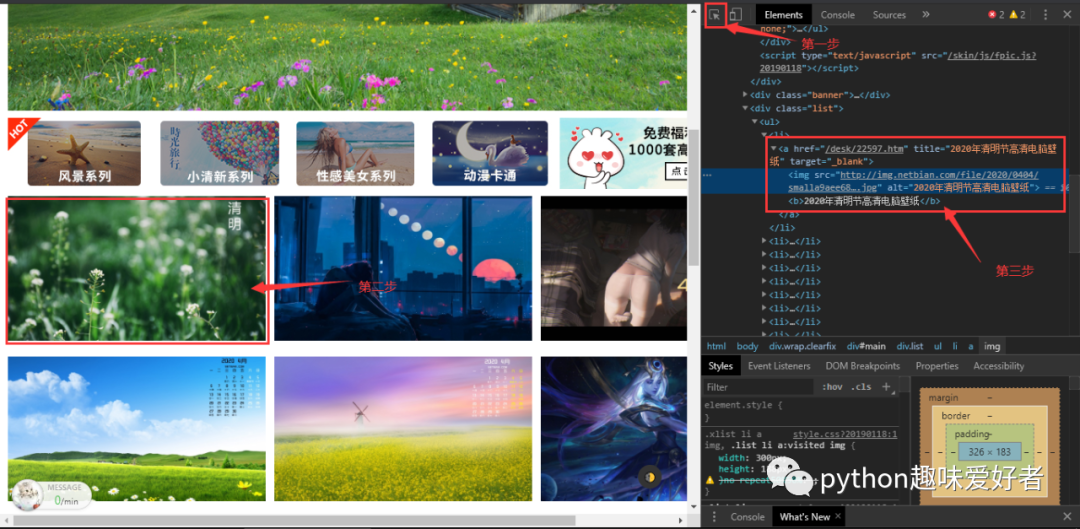 HOT
风景系列
小清新系列
性感美女系列
动漫卡通
時光旅行
免费福
1000套高
点击
清明
第二步
MESSAGE
0/min
Elements
Console
Sources
»
2
2
第一步
none;">…</ul>
</div>
<script type="text/javascript" src="/skin/js/fpic.js?
20190118"></script>
</div>
<div class="banner">…</div>
<div class="list">
<ul>
<li>
<a href="/desk/22597.htm" title="2020年清明节高清电脑壁
纸" target="_blank">
<img src="http://img.netbian.com/file/2020/0404/
smalla9aee68….jpg" alt="2020年清明节高清电脑壁纸"> ==
<b>2020年清明节高清电脑壁纸</b>
</a>
</li>
<li>…</li>
<li>…</li>
<li>…</li>
<li>…</li>
<li>…</li>
<li>…</li>
<li>…</li>
<li>…</li>
第三步
html body div.wrap.clearfix div#main div.list ul li a img
Styles Event Listeners DOM Breakpoints Properties Accessibility
Filter
:hov .cls +
element.style {
}
.xlist li a
style.css?20190118:1
img, .list li a:visited img {
width: 300px
height:
no repeat
}
margin
border
padding
326 × 183
python趣味爱好者
Console
What's New